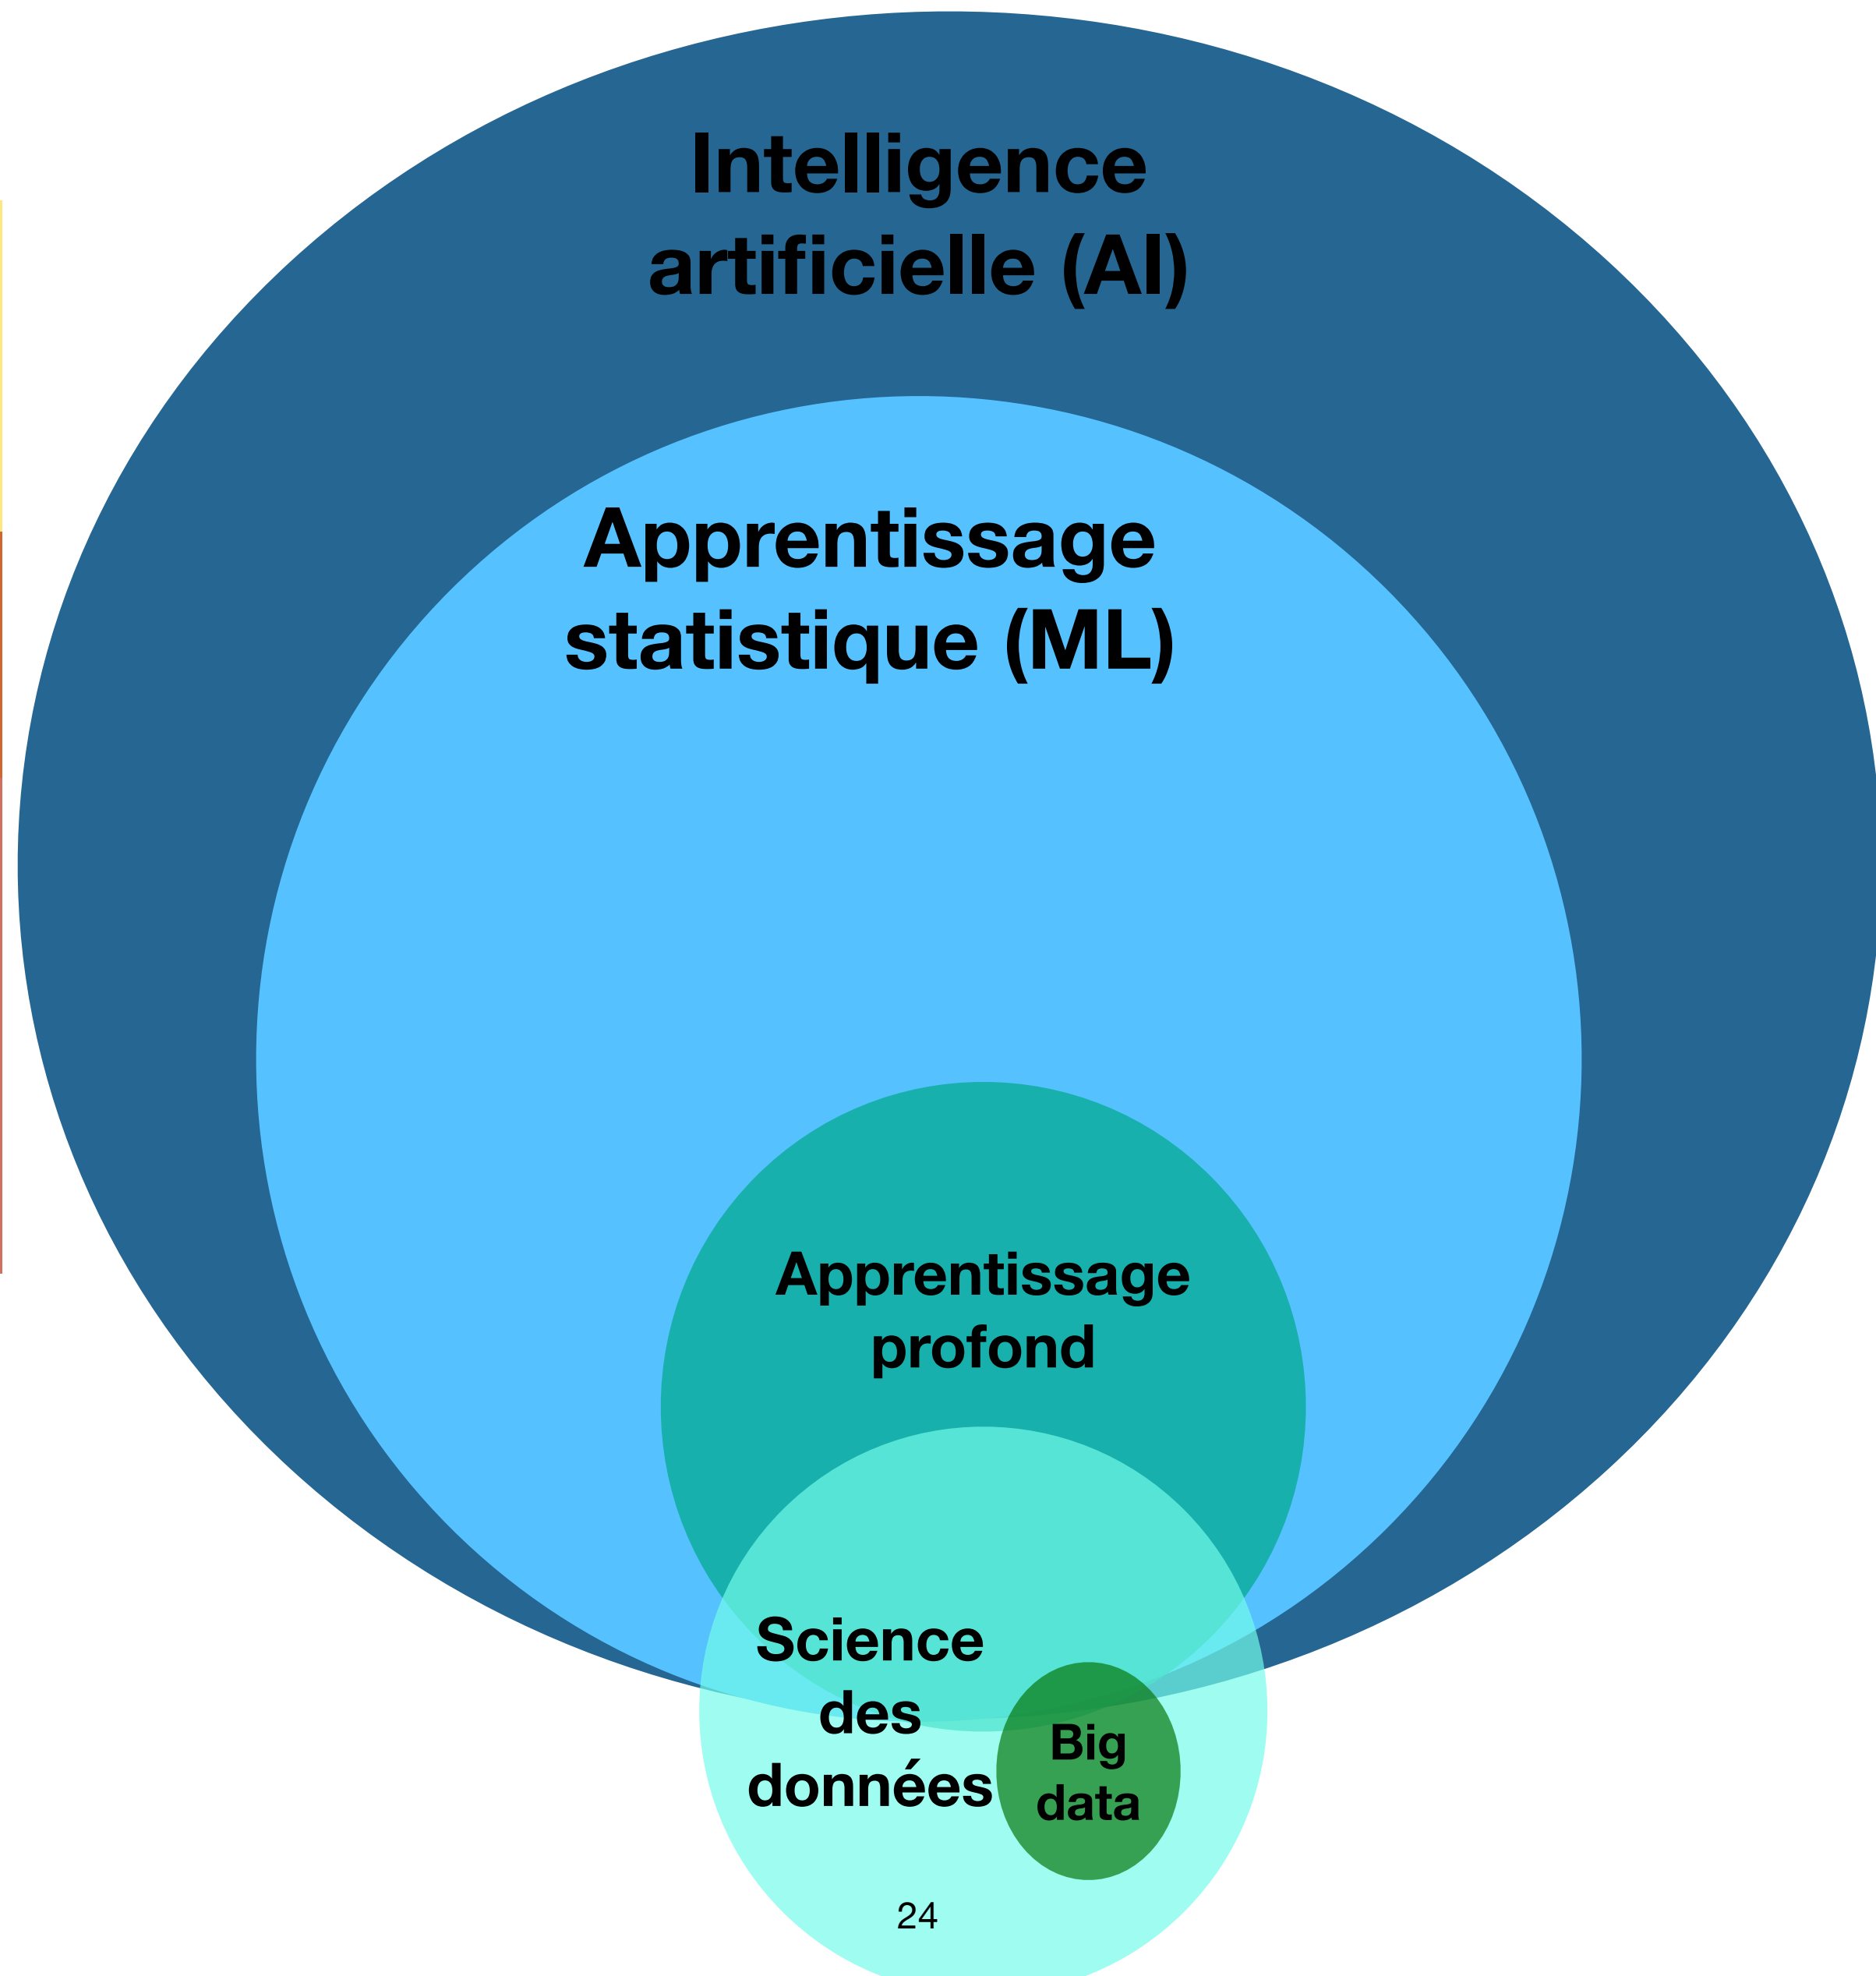 Intelligence
artificielle (AI)
Apprentissage
statistique (ML)
Apprentissage
profond
Science
des
données
Big
data
24